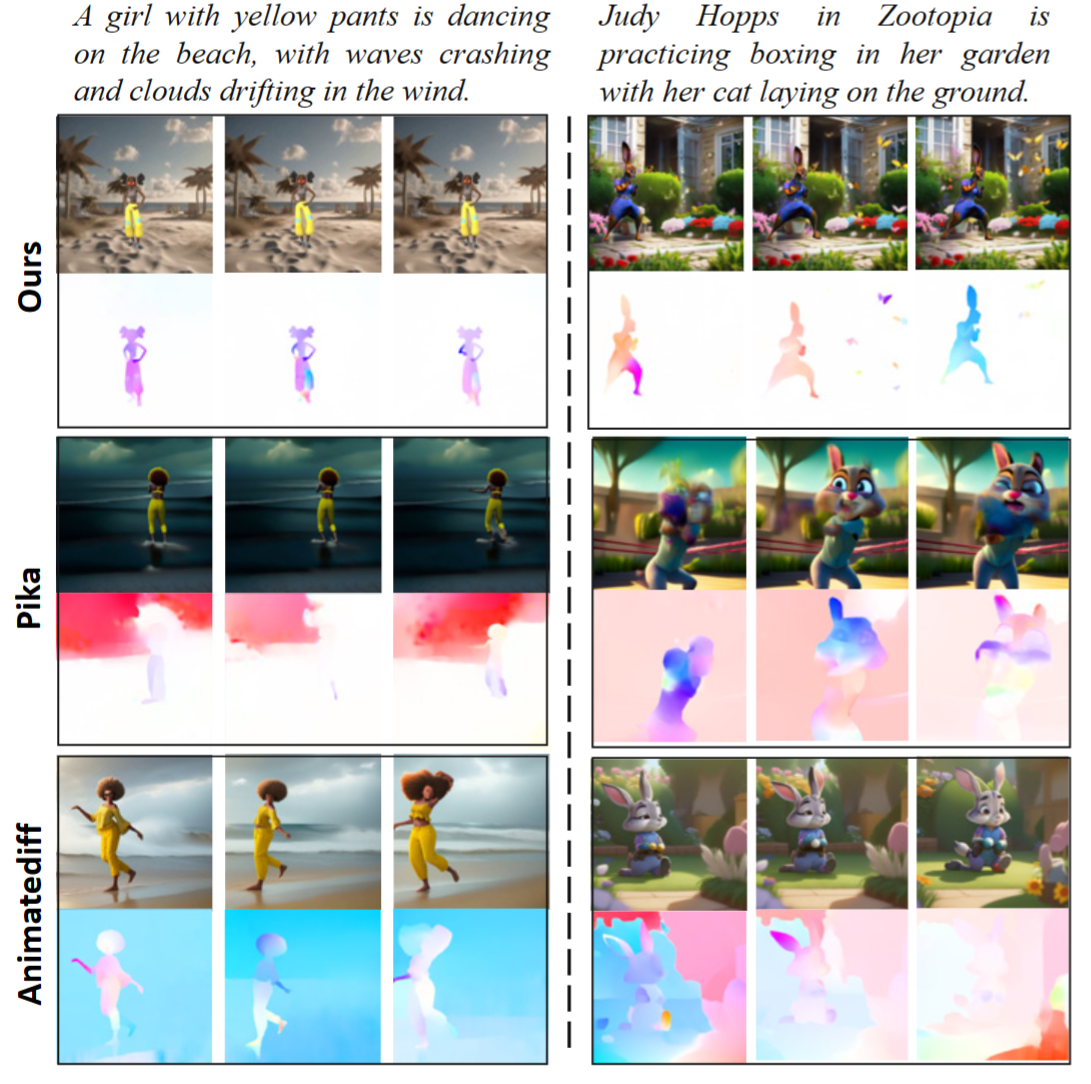 A girl with yellow pants is dancing
on the beach, with waves crashing
and clouds drifting in the wind.
Judy Hopps in Zootopia is
practicing boxing in her garden
with her cat laying on the ground.
Ours
Pika
Animatediff